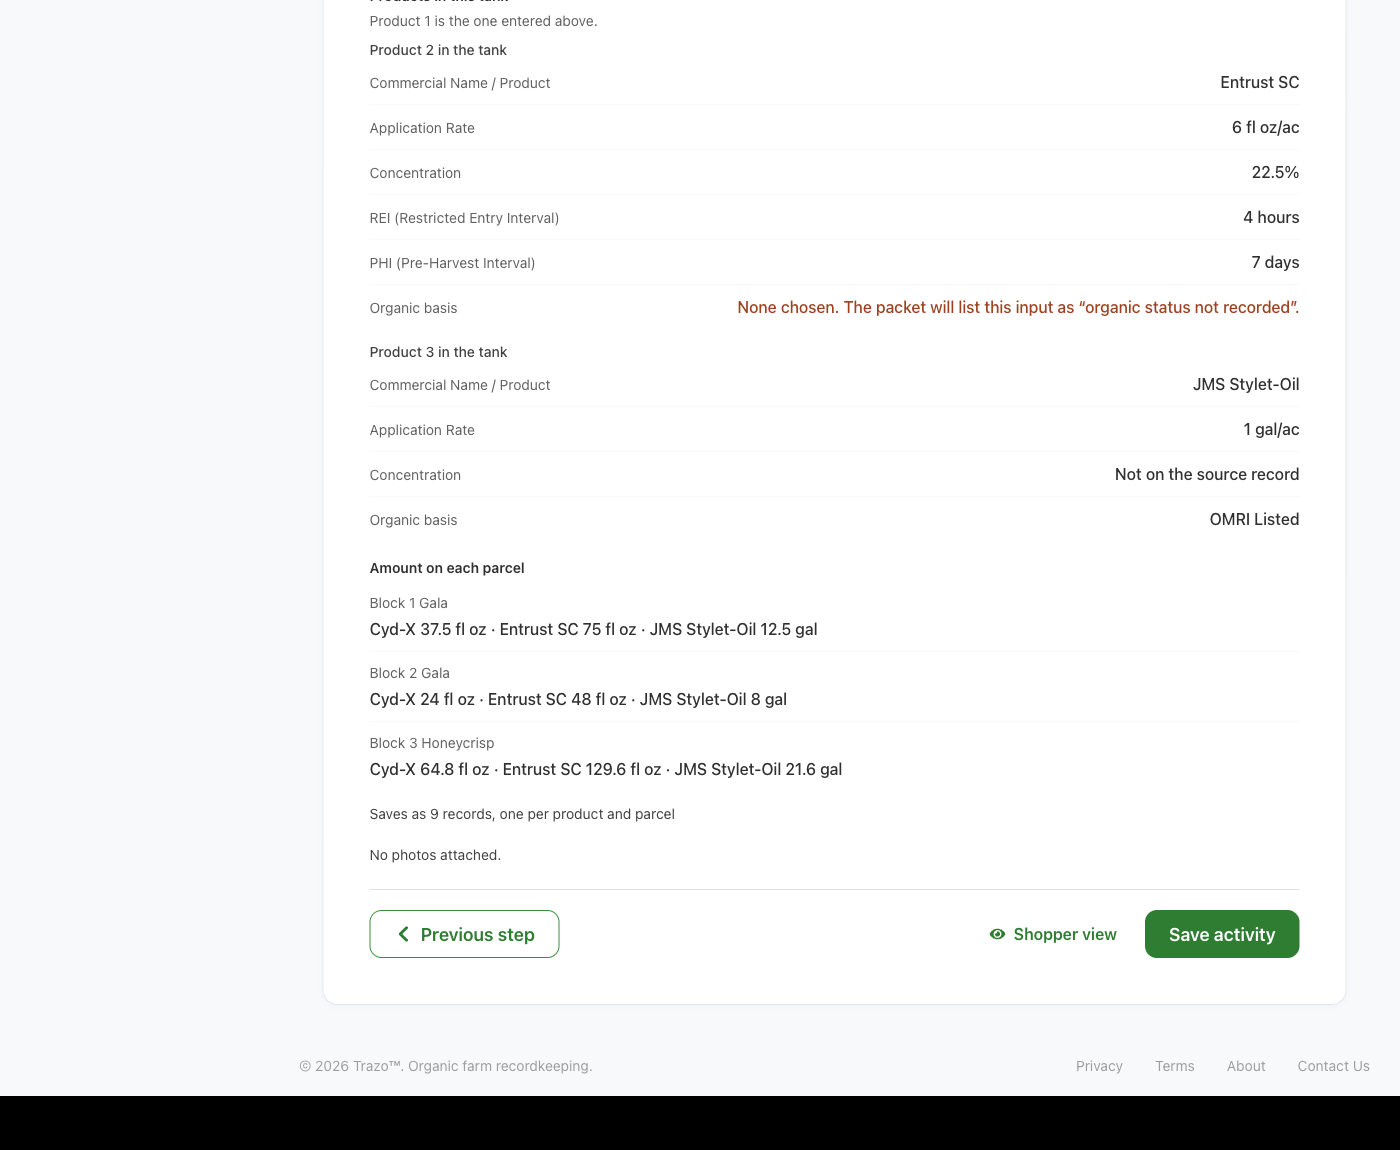 Products in this tank
Product 1 is the one entered above.
Product 2 in the tank
Commercial Name / Product Entrust SC
Application Rate 6 fl oz/ac
Concentration 22.5%
REI (Restricted Entry Interval) 4 hours
PHI (Pre-Harvest Interval) 7 days
Organic basis None chosen. The packet will list this input as “organic status not recorded”.
Product 3 in the tank
Commercial Name / Product JMS Stylet-Oil
Application Rate 1 gal/ac
Concentration Not on the source record
Organic basis OMRI Listed
Amount on each parcel
Block 1 Gala
Cyd-X 37.5 fl oz · Entrust SC 75 fl oz · JMS Stylet-Oil 12.5 gal
Block 2 Gala
Cyd-X 24 fl oz · Entrust SC 48 fl oz · JMS Stylet-Oil 8 gal
Block 3 Honeycrisp
Cyd-X 64.8 fl oz · Entrust SC 129.6 fl oz · JMS Stylet-Oil 21.6 gal
Saves as 9 records, one per product and parcel
No photos attached.
Previous step Shopper view Save activity
© 2026 Trazo™. Organic farm recordkeeping. Privacy Terms About Contact Us